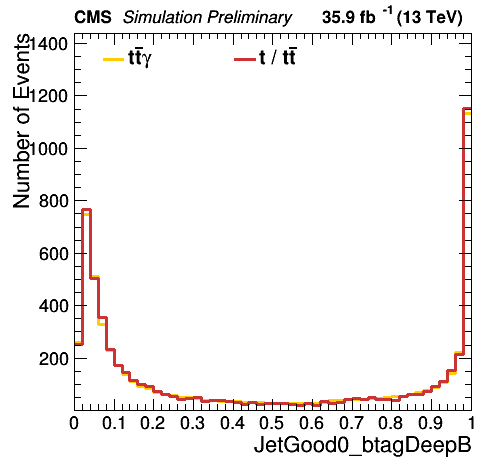 CMS Simulation Preliminary 35.9 fb⁻¹ (13 TeV)
Number of Events
tt̄γ t / tt̄
1400
1200
1000
800
600
400
200
0 0.1 0.2 0.3 0.4 0.5 0.6 0.7 0.8 0.9 1
JetGood0_btagDeepB